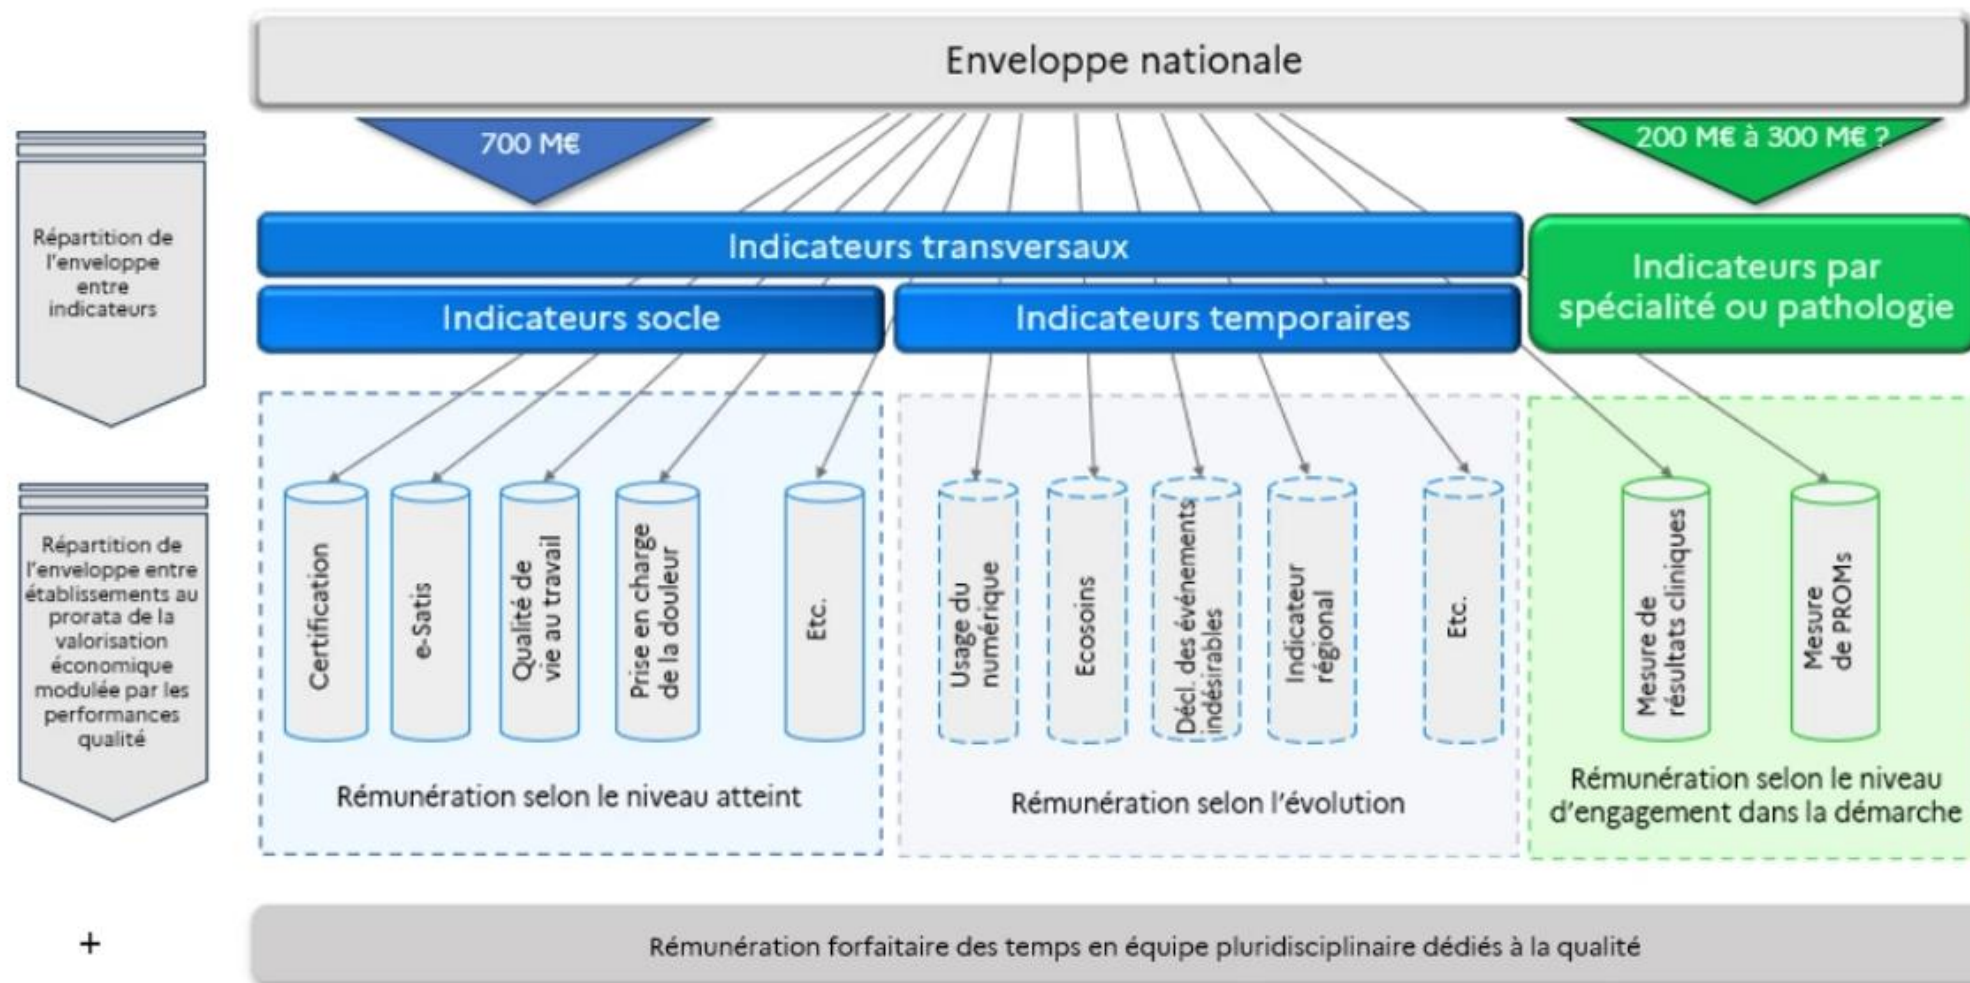 Enveloppe nationale
700 M€
200 M€ à 300 M€ ?
Répartition de
l'enveloppe
entre
indicateurs
Indicateurs transversaux
Indicateurs par
spécialité ou pathologie
Indicateurs socle
Indicateurs temporaires
Répartition de
l'enveloppe entre
établissements au
prorata de la
valorisation
économique
modulée par les
performances
qualité
Certification
e-Satis
Qualité de
vie au travail
Prise en charge
de la douleur
Etc.
Usage du
numérique
Ecosoins
Décl. des événements
indésirables
Indicateur
régional
Etc.
Mesure de
résultats cliniques
Mesure
de PROMs
Rémunération selon le niveau atteint
Rémunération selon l'évolution
Rémunération selon le niveau
d'engagement dans la démarche
+
Rémunération forfaitaire des temps en équipe pluridisciplinaire dédiés à la qualité